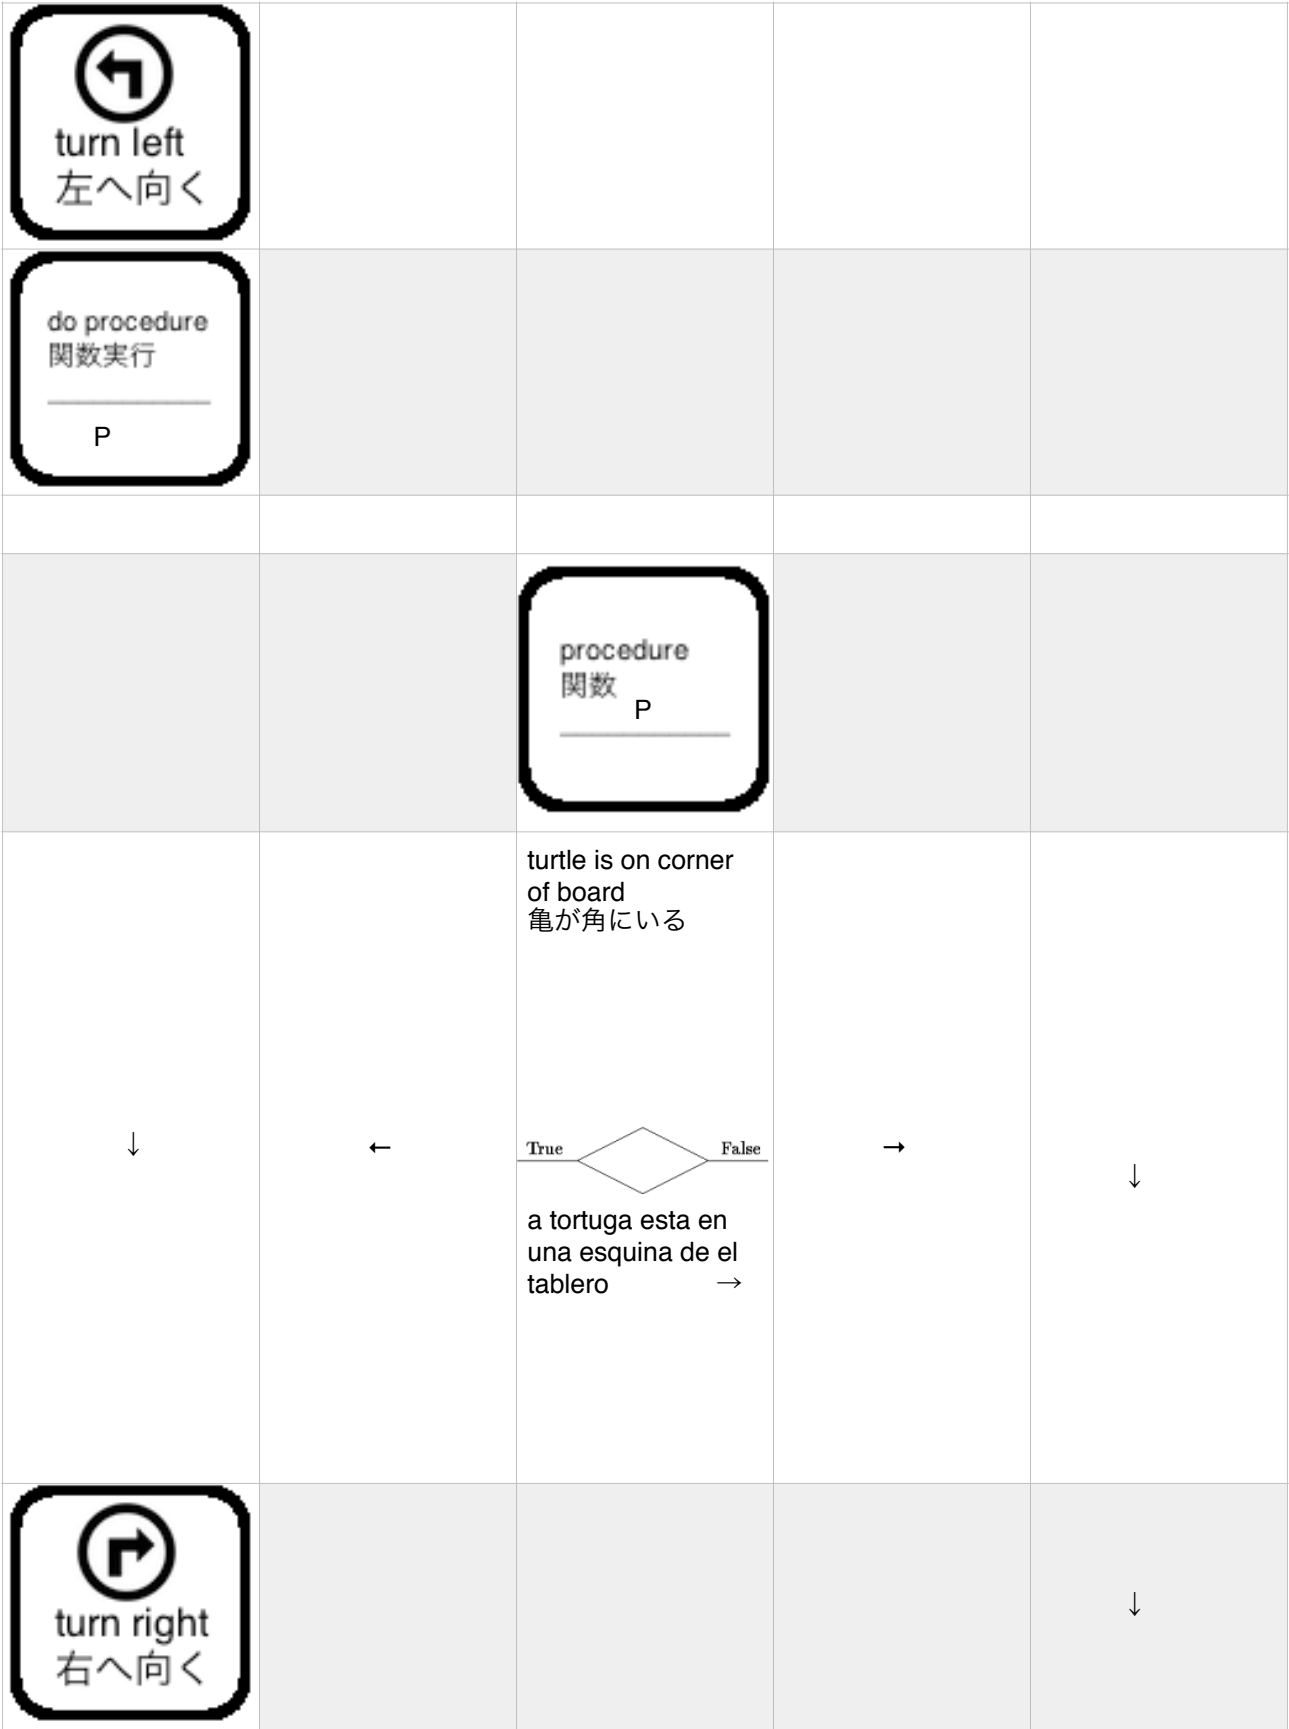 turn left
左へ向く
do procedure
関数実行
P
procedure
関数
P
turtle is on corner
of board
亀が角にいる
↓
←
True
False
→
↓
a tortuga esta en
una esquina de el
tablero →
turn right
右へ向く
↓